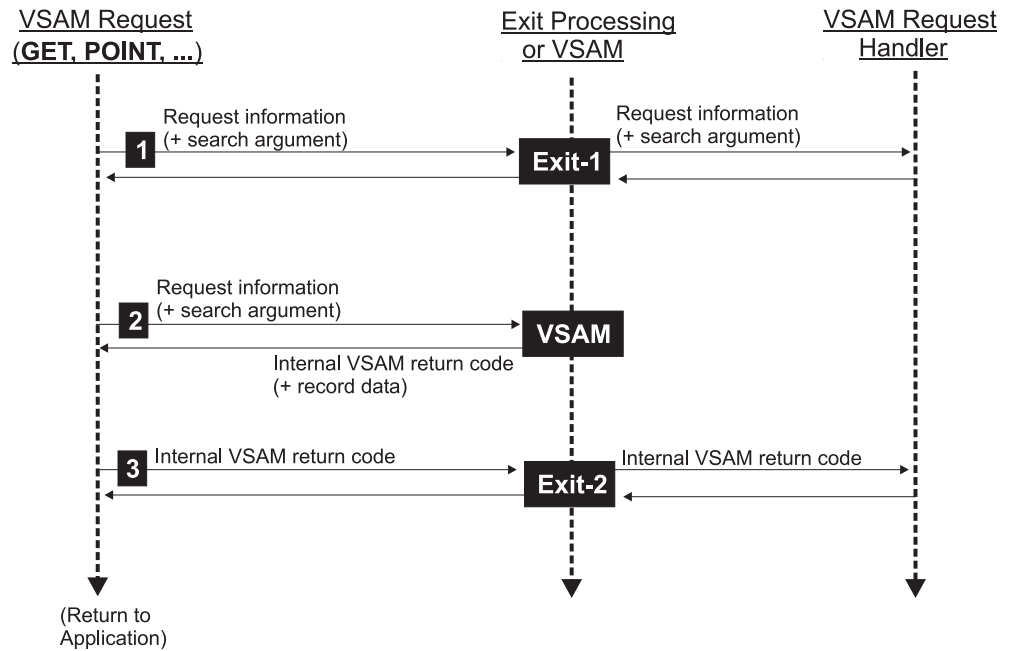 VSAM Request
(GET, POINT, ...)
Exit Processing
or VSAM
VSAM Request
Handler
Request information
(+ search argument)
1
Exit-1
Request information
(+ search argument)
Request information
(+ search argument)
2
VSAM
Internal VSAM return code
(+ record data)
3
Internal VSAM return code
Exit-2
Internal VSAM return code
(Return to
Application)